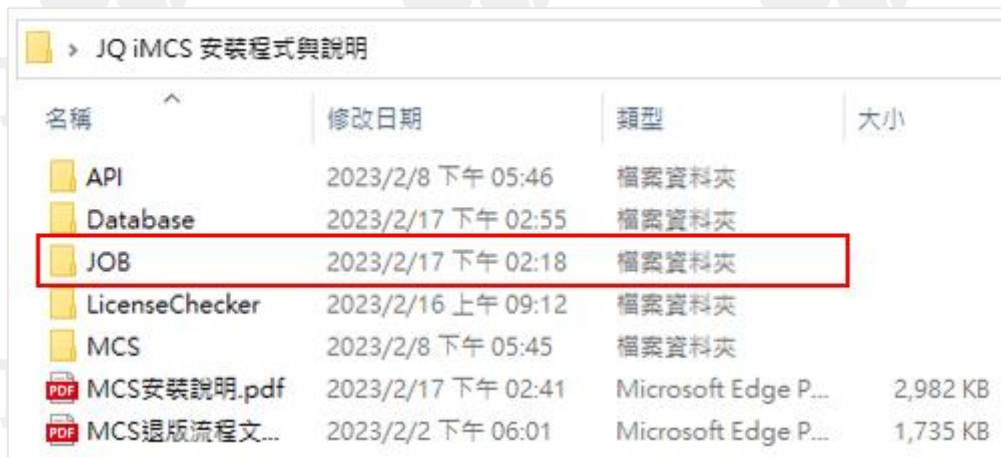 > JQ iMCS 安裝程式與說明
名稱 修改日期 類型 大小
API 2023/2/8 下午 05:46 檔案資料夾
Database 2023/2/17 下午 02:55 檔案資料夾
JOB 2023/2/17 下午 02:18 檔案資料夾
LicenseChecker 2023/2/16 上午 09:12 檔案資料夾
MCS 2023/2/8 下午 05:45 檔案資料夾
PDF MCS安裝說明.pdf 2023/2/17 下午 02:41 Microsoft Edge P... 2,982 KB
PDF MCS退版流程文... 2023/2/2 下午 06:01 Microsoft Edge P... 1,735 KB